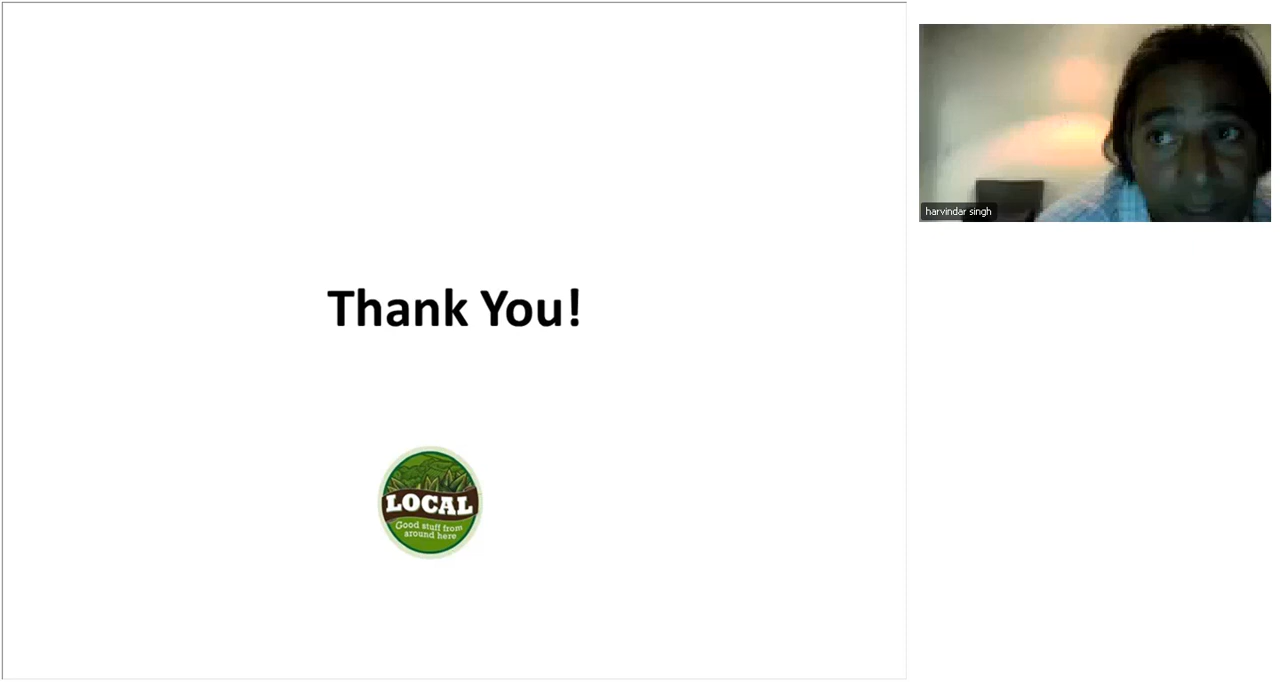 Thank You!
LOCAL
Good stuff from
around here
harvindar singh